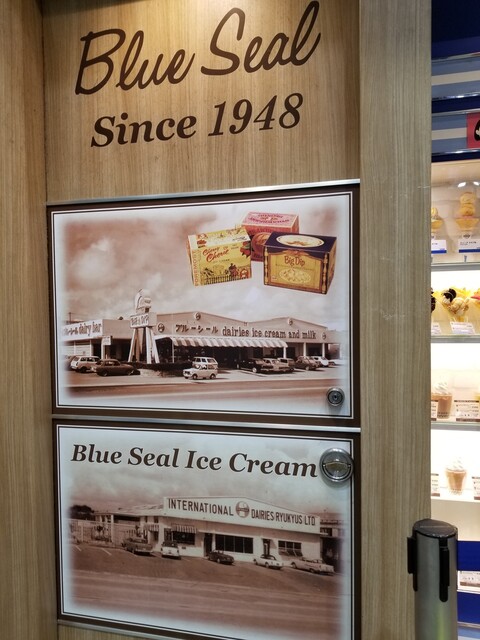 Blue Seal
Since 1948
Big Dip
ブルーシール dairies ice cream and milk
Blue Seal Ice Cream
INTERNATIONAL DAIRIES-RYUKYUS LTD